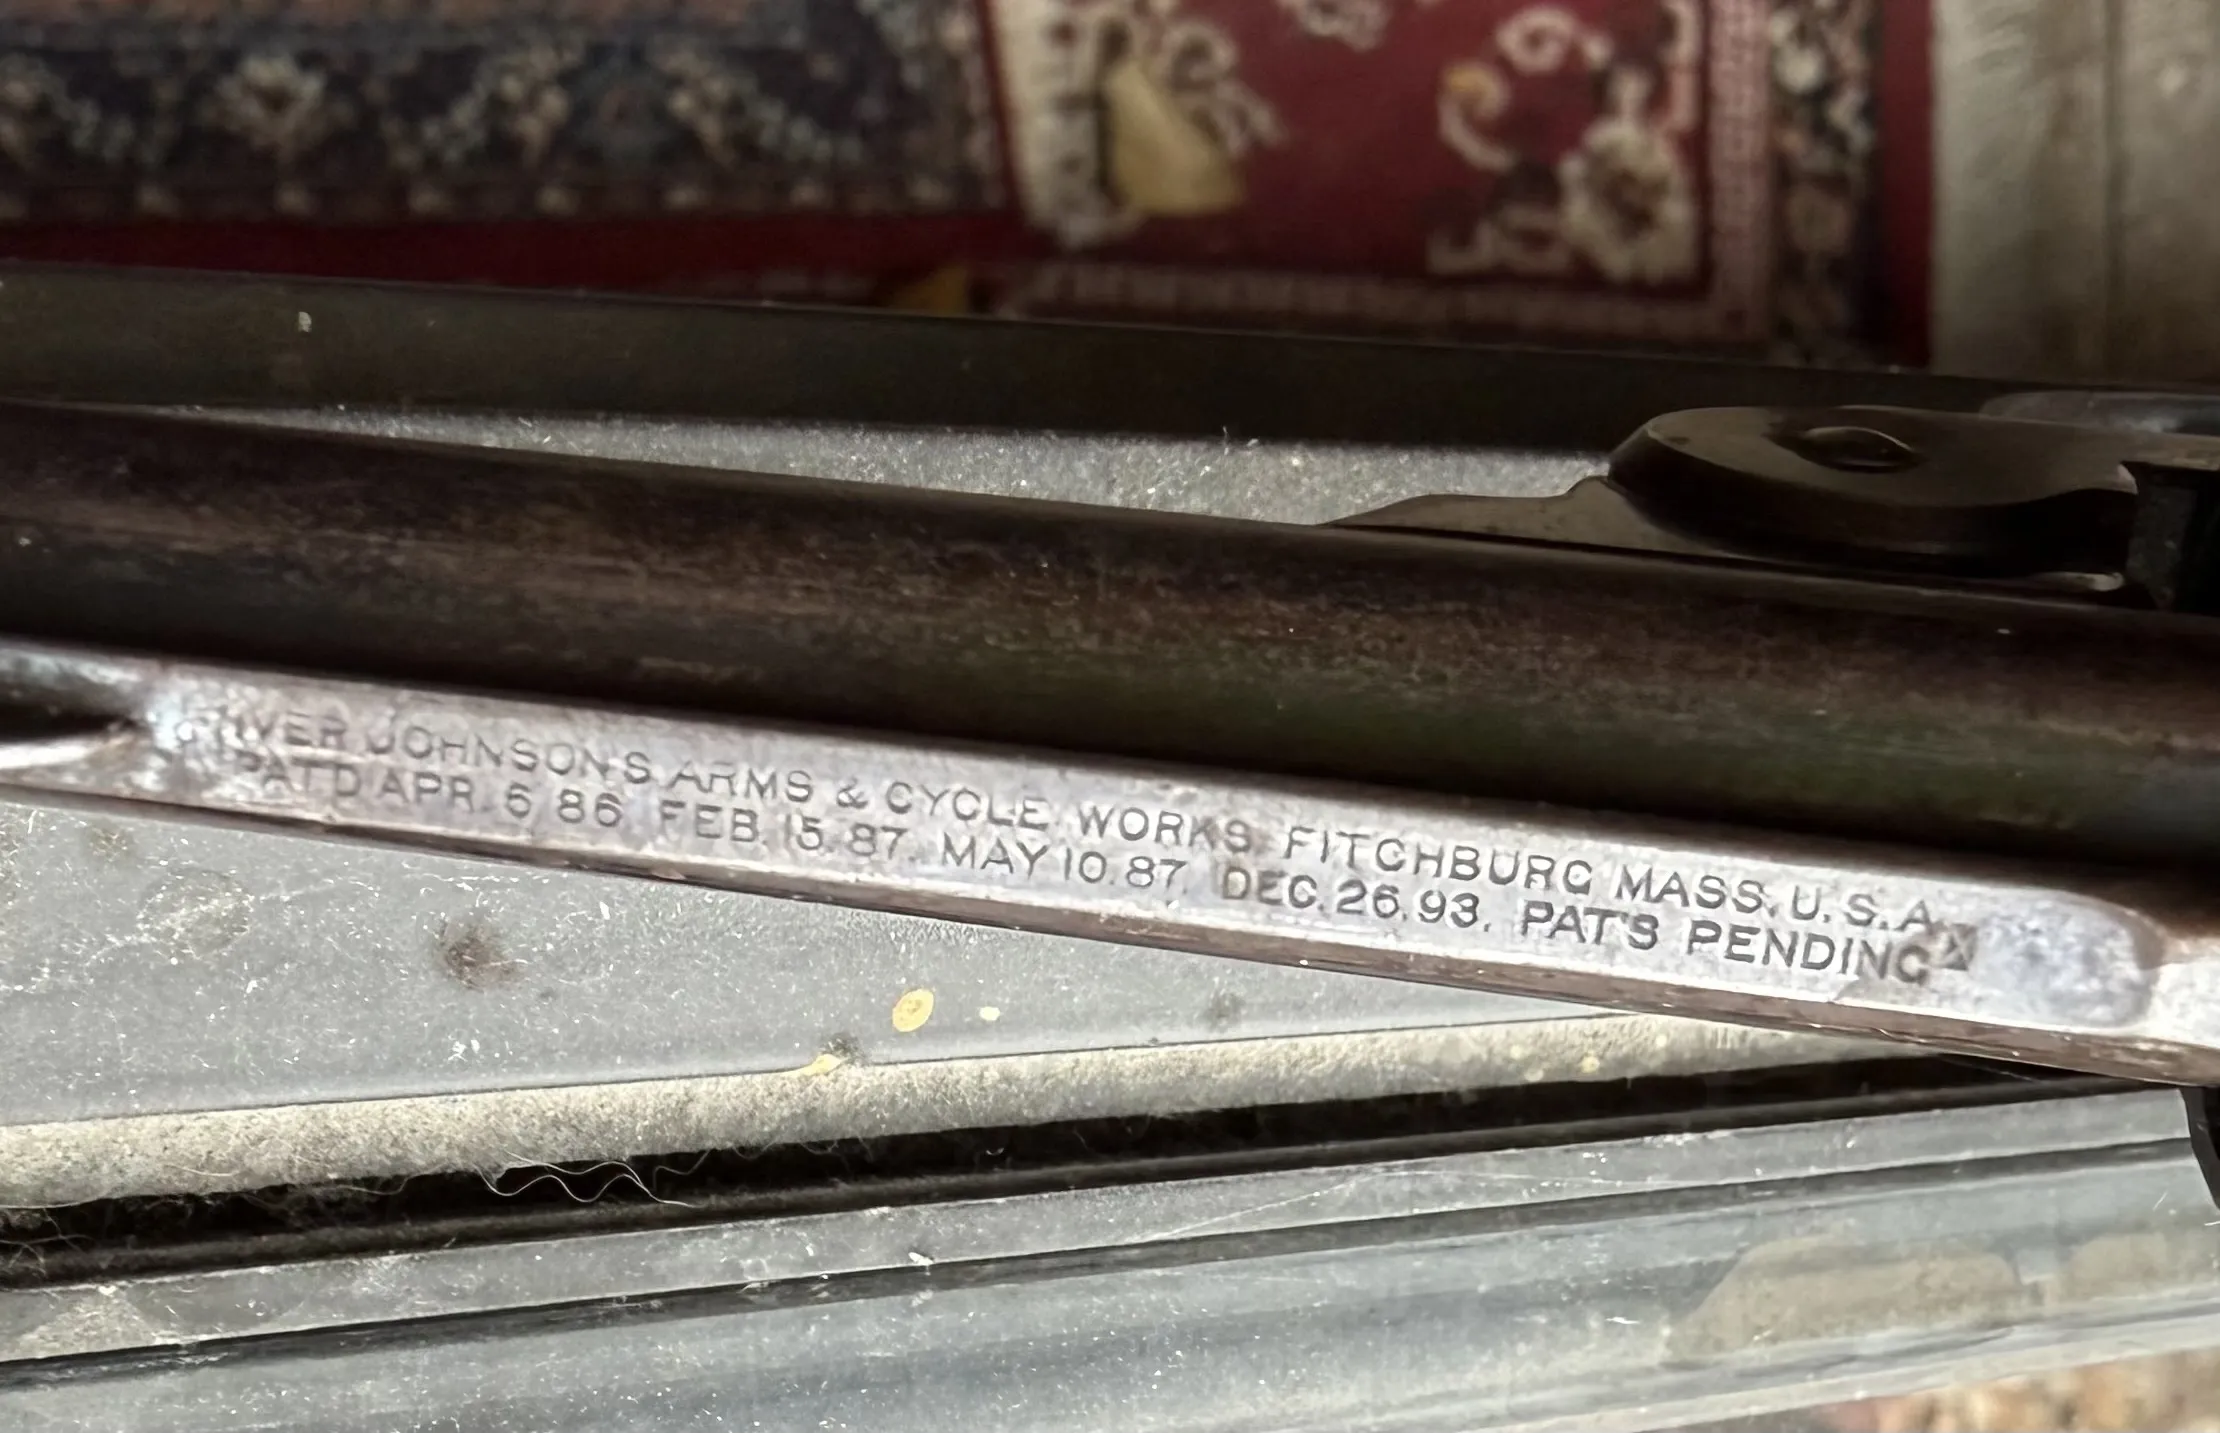 IVER JOHNSON'S ARMS & CYCLE WORKS. FITCHBURG MASS. U.S.A.
PAT'D APR. 6 86. FEB. 15. 87. MAY 10. 87. DEC. 26. 93. PAT'S PENDING